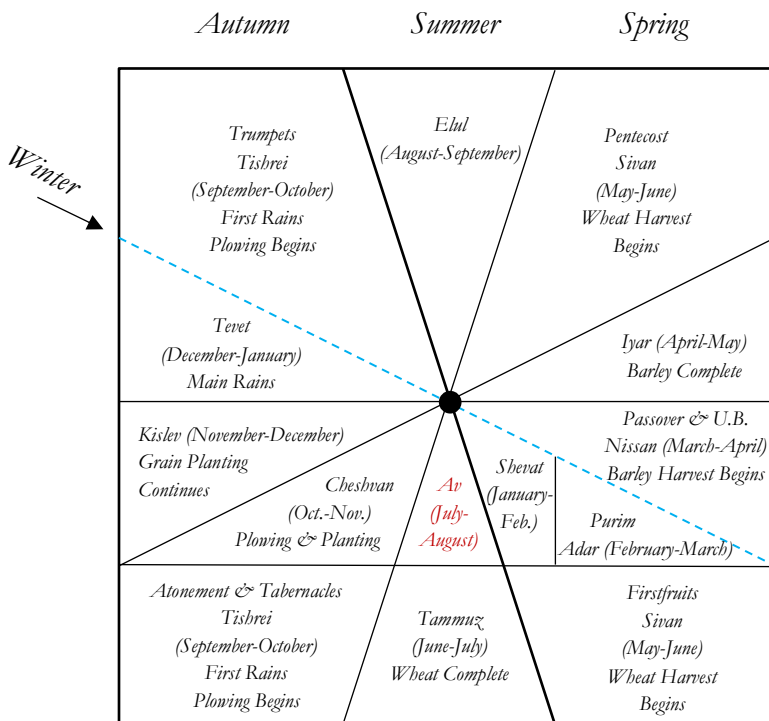 Autumn
Summer
Spring
Winter
Trumpets
Tishrei
(September-October)
First Rains
Plowing Begins
Elul
(August-September)
Pentecost
Sivan
(May-June)
Wheat Harvest
Begins
Tevet
(December-January)
Main Rains
Iyar (April-May)
Barley Complete
Kislev (November-December)
Grain Planting
Continues
Cheshvan
(Oct.-Nov.)
Plowing & Planting
Av
(July-
August)
Shevat
(January-
Feb.)
Passover & U.B.
Nissan (March-April)
Barley Harvest Begins
Purim
Adar (February-March)
Atonement & Tabernacles
Tishrei
(September-October)
First Rains
Plowing Begins
Tammuz
(June-July)
Wheat Complete
Firstfruits
Sivan
(May-June)
Wheat Harvest
Begins